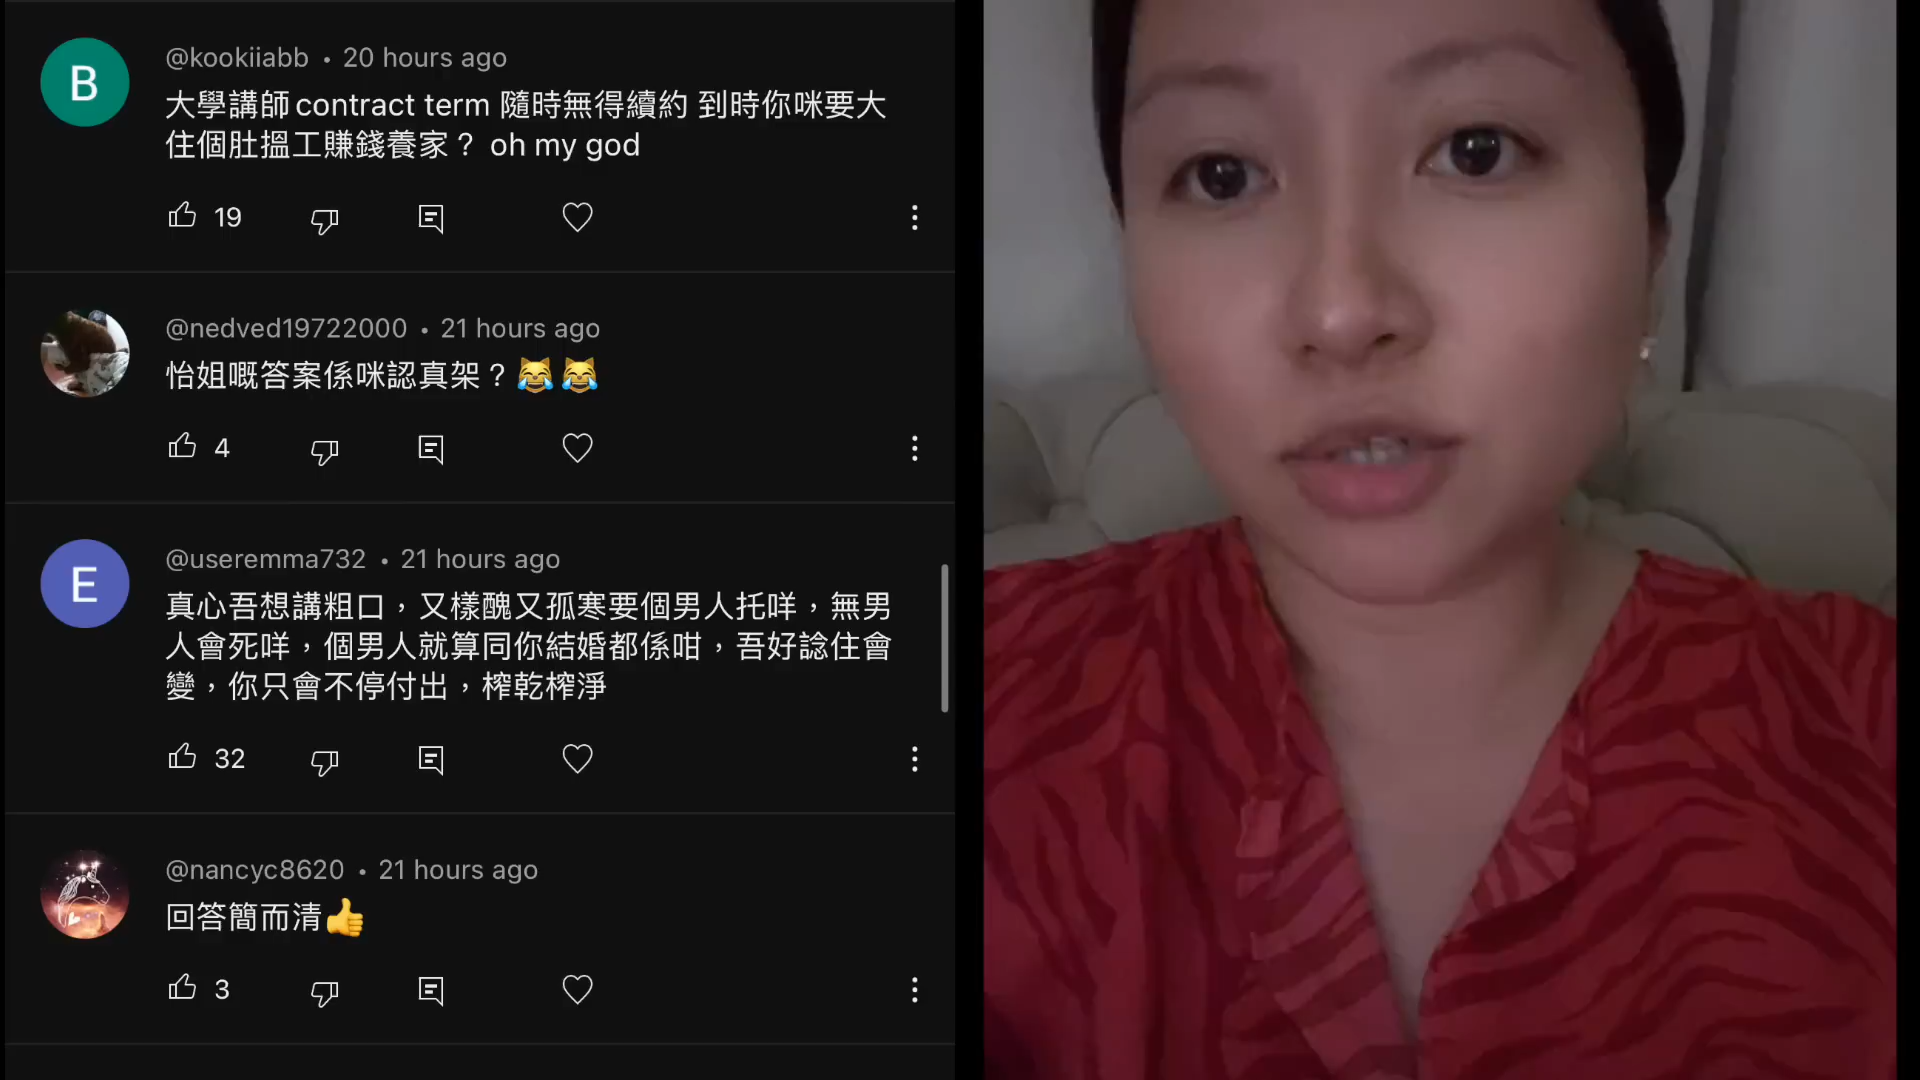 B
@kookiiabb • 20 hours ago
大學講師contract term 隨時無得續約 到時你咪要大
住個肚搵工賺錢養家？ oh my god
19
@nedved19722000 • 21 hours ago
怡姐嘅答案係咪認真架？😹😹
4
E
@useremma732 • 21 hours ago
真心吾想講粗口，又樣醜又孤寒要個男人托咩，無男
人會死咩，個男人就算同你結婚都係咁，吾好諗住會
變，你只會不停付出，榨乾榨淨
32
@nancyc8620 • 21 hours ago
回答簡而清👍
3